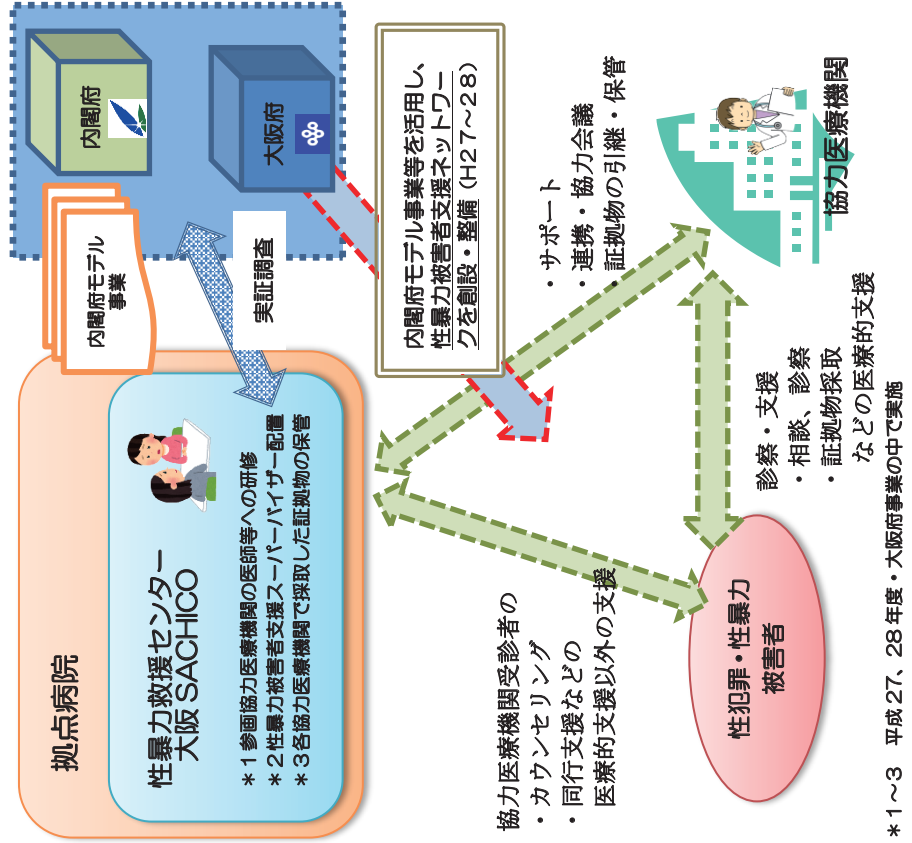 拠点病院
性暴力救援センター
大阪 SACHICO
＊１参画協力医療機関の医師等への研修
＊２性暴力被害者支援スーパーバイザー配置
＊３各協力医療機関で採取した証拠物の保管
内閣府モデル
事業
内閣府
大阪府
実証調査
内閣府モデル事業等を活用し、
性暴力被害者支援ネットワー
クを創設・整備（H27～28）
協力医療機関受診者の
・カウンセリング
・同行支援などの
医療的支援以外の支援
・サポート
・連携・協力会議
・証拠物の引継・保管
性犯罪・性暴力
被害者
診察・支援
・相談、診察
・証拠物採取
などの医療的支援
協力医療機関
＊１～３　平成 27、28 年度・大阪府事業の中で実施